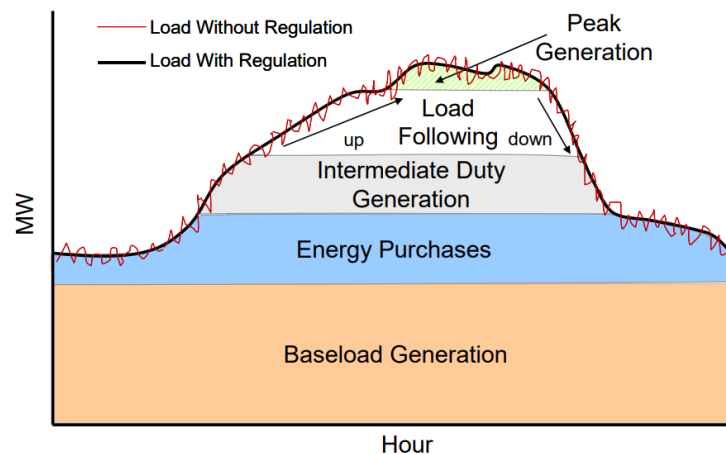 Load Without Regulation
Load With Regulation
Peak
Generation
Load
Following
up
down
Intermediate Duty
Generation
Energy Purchases
Baseload Generation
MW
Hour